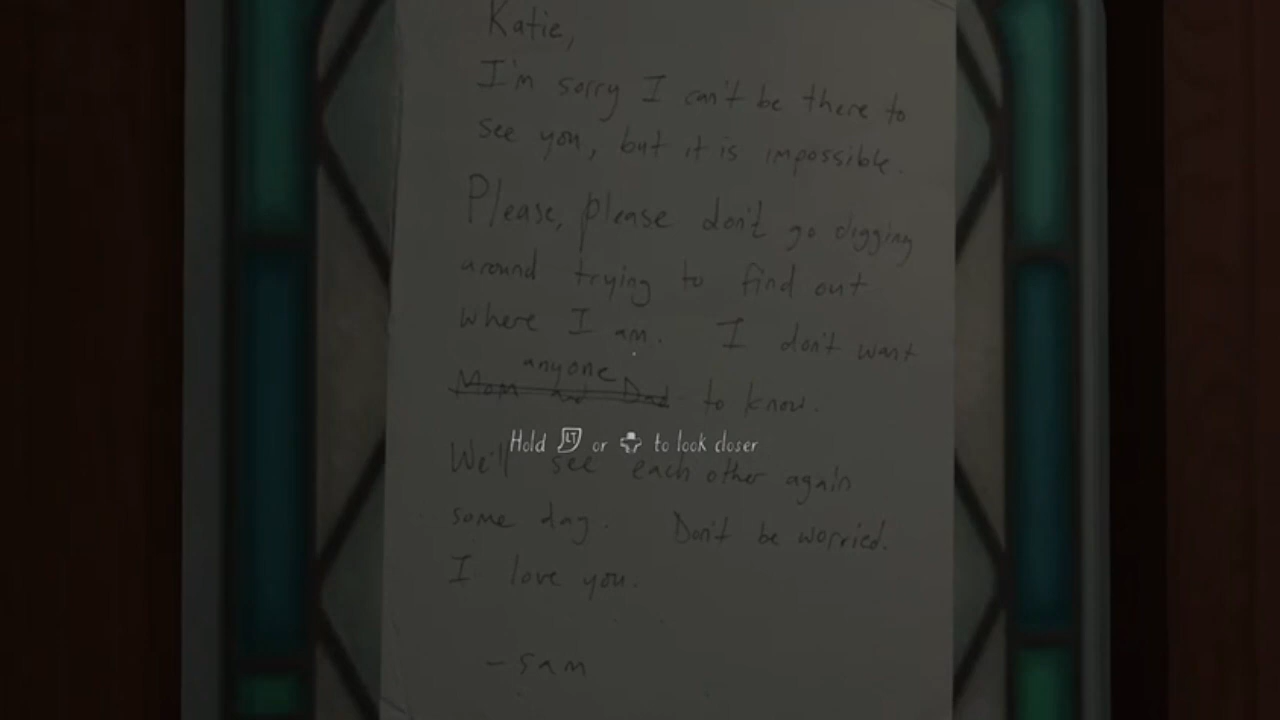 Katie,
I'm sorry I can't be there to
see you, but it is impossible.
Please, please don't go digging
around trying to find out
where I am. I don't want
anyone
Mom and Dad to know.
Hold LT or to look closer
We'll see each other again
some day. Don't be worried.
I love you.
- Sam